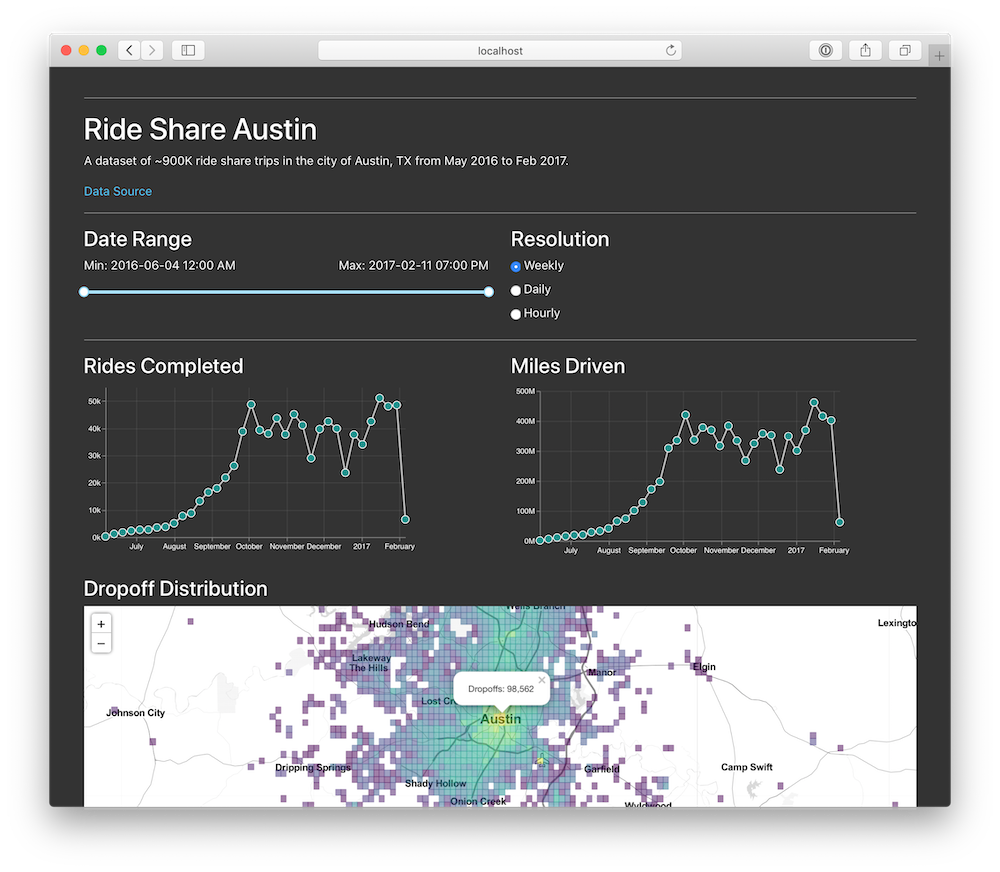 localhost
Ride Share Austin
A dataset of ~900K ride share trips in the city of Austin, TX from May 2016 to Feb 2017.
Data Source
Date Range
Min: 2016-06-04 12:00 AM
Max: 2017-02-11 07:00 PM
Resolution
Weekly
Daily
Hourly
Rides Completed
50k
40k
30k
20k
10k
0k
July August September October November December 2017 February
Miles Driven
500M
400M
300M
200M
100M
0M
July August September October November December 2017 February
Dropoff Distribution
+
−
Wells Branch
Hudson Bend
Lexingto
Lakeway
The Hills
Elgin
Manor
Dropoffs: 98,562
×
Lost Cr
Johnson City
Austin
Dripping Springs
Garfield
Camp Swift
Shady Hollow
Onion Creek
Wyldwood